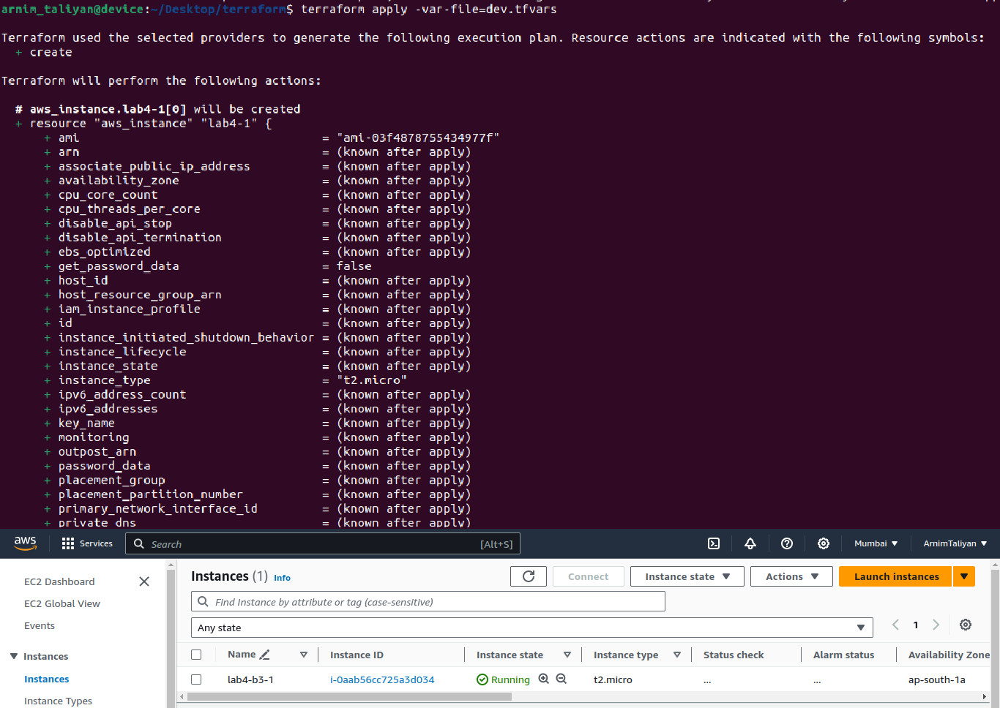 arnim_taliyan@device:~/Desktop/terraform$ terraform apply -var-file=dev.tfvars
Terraform used the selected providers to generate the following execution plan. Resource actions are indicated with the following symbols:
+ create
Terraform will perform the following actions:
# aws_instance.lab4-1[0] will be created
+ resource "aws_instance" "lab4-1" {
+ ami = "ami-03f4878755434977f"
+ arn = (known after apply)
+ associate_public_ip_address = (known after apply)
+ availability_zone = (known after apply)
+ cpu_core_count = (known after apply)
+ cpu_threads_per_core = (known after apply)
+ disable_api_stop = (known after apply)
+ disable_api_termination = (known after apply)
+ ebs_optimized = (known after apply)
+ get_password_data = false
+ host_id = (known after apply)
+ host_resource_group_arn = (known after apply)
+ iam_instance_profile = (known after apply)
+ id = (known after apply)
+ instance_initiated_shutdown_behavior = (known after apply)
+ instance_lifecycle = (known after apply)
+ instance_state = (known after apply)
+ instance_type = "t2.micro"
+ ipv6_address_count = (known after apply)
+ ipv6_addresses = (known after apply)
+ key_name = (known after apply)
+ monitoring = (known after apply)
+ outpost_arn = (known after apply)
+ password_data = (known after apply)
+ placement_group = (known after apply)
+ placement_partition_number = (known after apply)
+ primary_network_interface_id = (known after apply)
+ private_dns = (known after apply)
aws Services Search [Alt+S] Mumbai ArnimTaliyan
EC2 Dashboard
EC2 Global View
Events
Instances
Instances
Instance Types
Instances (1) Info Connect Instance state Actions Launch instances
Find Instance by attribute or tag (case-sensitive)
Any state 1
Name Instance ID Instance state Instance type Status check Alarm status Availability Zone
lab4-b3-1 i-0aab56cc725a3d034 Running t2.micro ... ... ap-south-1a